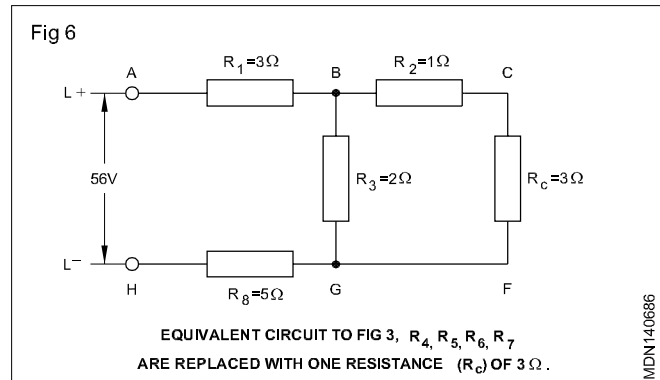 Fig 6
R1=3Ω
R2=1Ω
A
B
C
L +
56V
R3=2Ω
Rc=3Ω
L–
H
R8=5Ω
G
F
EQUIVALENT CIRCUIT TO FIG 3, R4, R5, R6, R7
ARE REPLACED WITH ONE RESISTANCE (Rc) OF 3 Ω .
MDN140686